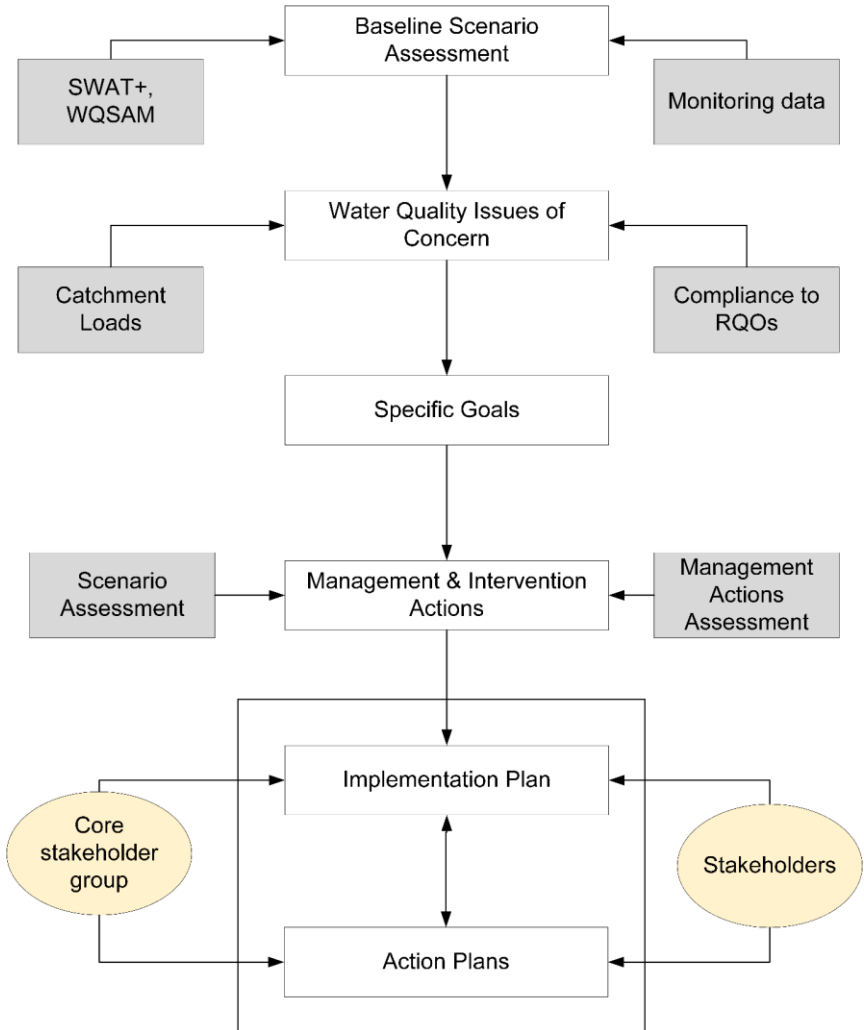 Baseline Scenario
Assessment
SWAT+,
WQSAM
Monitoring data
Water Quality Issues of
Concern
Catchment
Loads
Compliance to
RQOs
Specific Goals
Scenario
Assessment
Management & Intervention
Actions
Management
Actions
Assessment
Implementation Plan
Core
stakeholder
group
Stakeholders
Action Plans